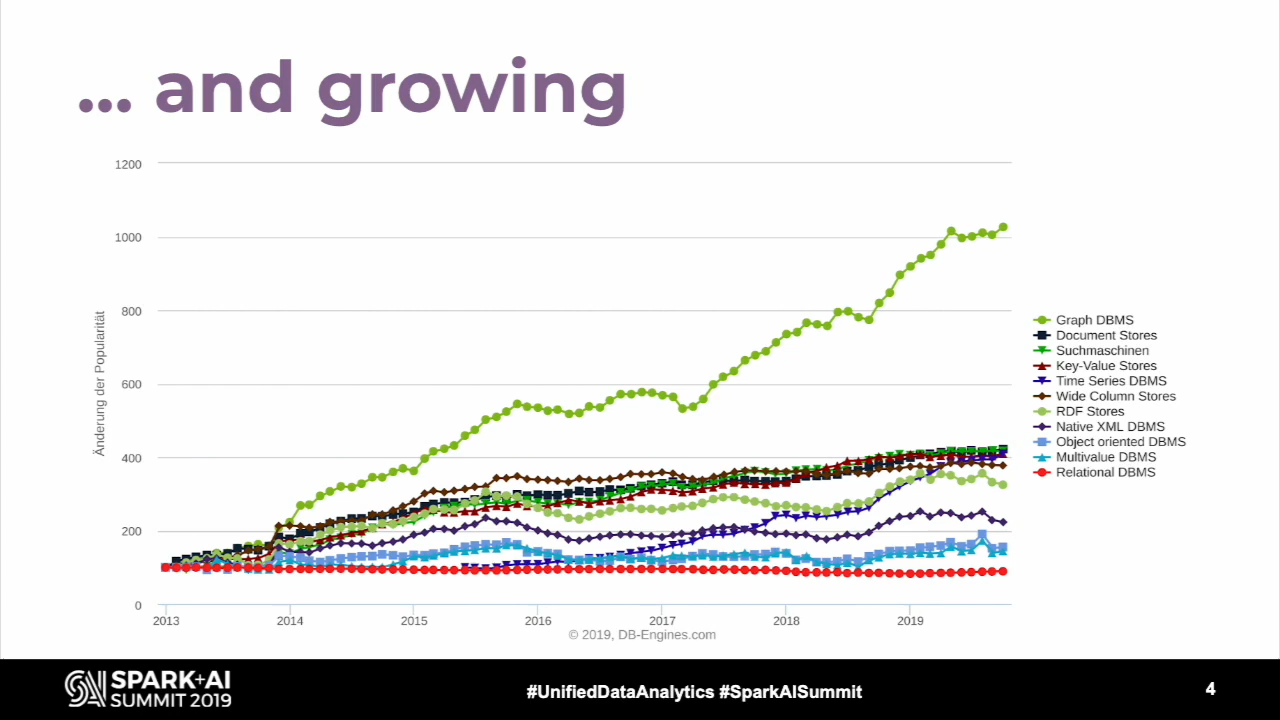 ... and growing
1200
1000
800
600
400
200
0
Änderung der Popularität
2013 2014 2015 2016 2017 2018 2019
© 2019, DB-Engines.com
Graph DBMS
Document Stores
Suchmaschinen
Key-Value Stores
Time Series DBMS
Wide Column Stores
RDF Stores
Native XML DBMS
Object oriented DBMS
Multivalue DBMS
Relational DBMS
SPARK+AI
SUMMIT 2019
#UnifiedDataAnalytics #SparkAISummit
4